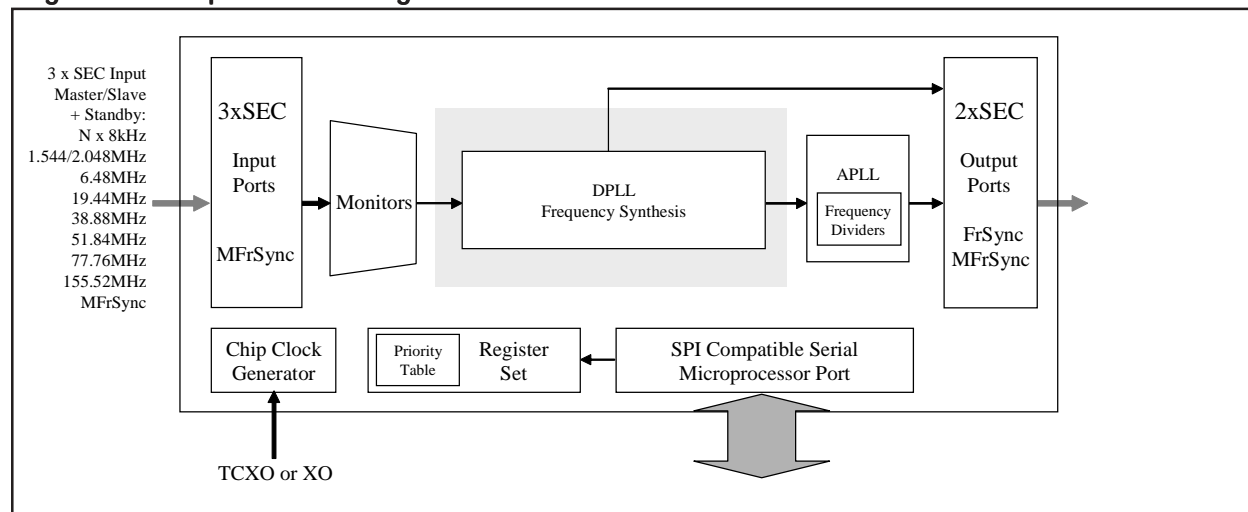 3 x SEC Input
Master/Slave
+ Standby:
N x 8kHz
1.544/2.048MHz
6.48MHz
19.44MHz
38.88MHz
51.84MHz
77.76MHz
155.52MHz
MFrSync
3xSEC
Input
Ports
MFrSync
Monitors
DPLL
Frequency Synthesis
APLL
Frequency
Dividers
2xSEC
Output
Ports
FrSync
MFrSync
Chip Clock
Generator
Priority
Table
Register
Set
SPI Compatible Serial
Microprocessor Port
TCXO or XO